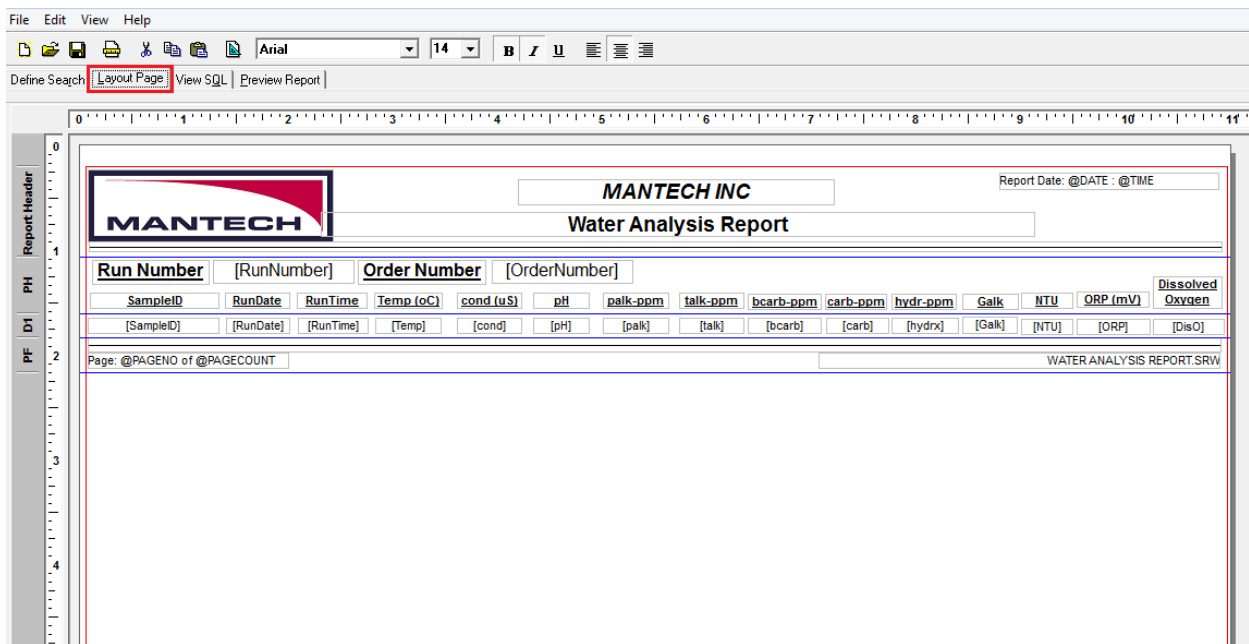 File Edit View Help
Arial 14 B I U
Define Search Layout Page View SQL Preview Report
0 1 2 3 4 5 6 7 8 9 10 11
0
Report Header
MANTECH
MANTECH INC
Report Date: @DATE : @TIME
Water Analysis Report
1
PH
Run Number [RunNumber] Order Number [OrderNumber]
SampleID RunDate RunTime Temp (oC) cond (uS) pH palk-ppm talk-ppm bcarb-ppm carb-ppm hydr-ppm Galk NTU ORP (mV) Dissolved Oxygen
D1
[SampleID] [RunDate] [RunTime] [Temp] [cond] [pH] [palk] [talk] [bcarb] [carb] [hydrx] [Galk] [NTU] [ORP] [DisO]
PF
2
Page: @PAGENO of @PAGECOUNT WATER ANALYSIS REPORT.SRW
3
4